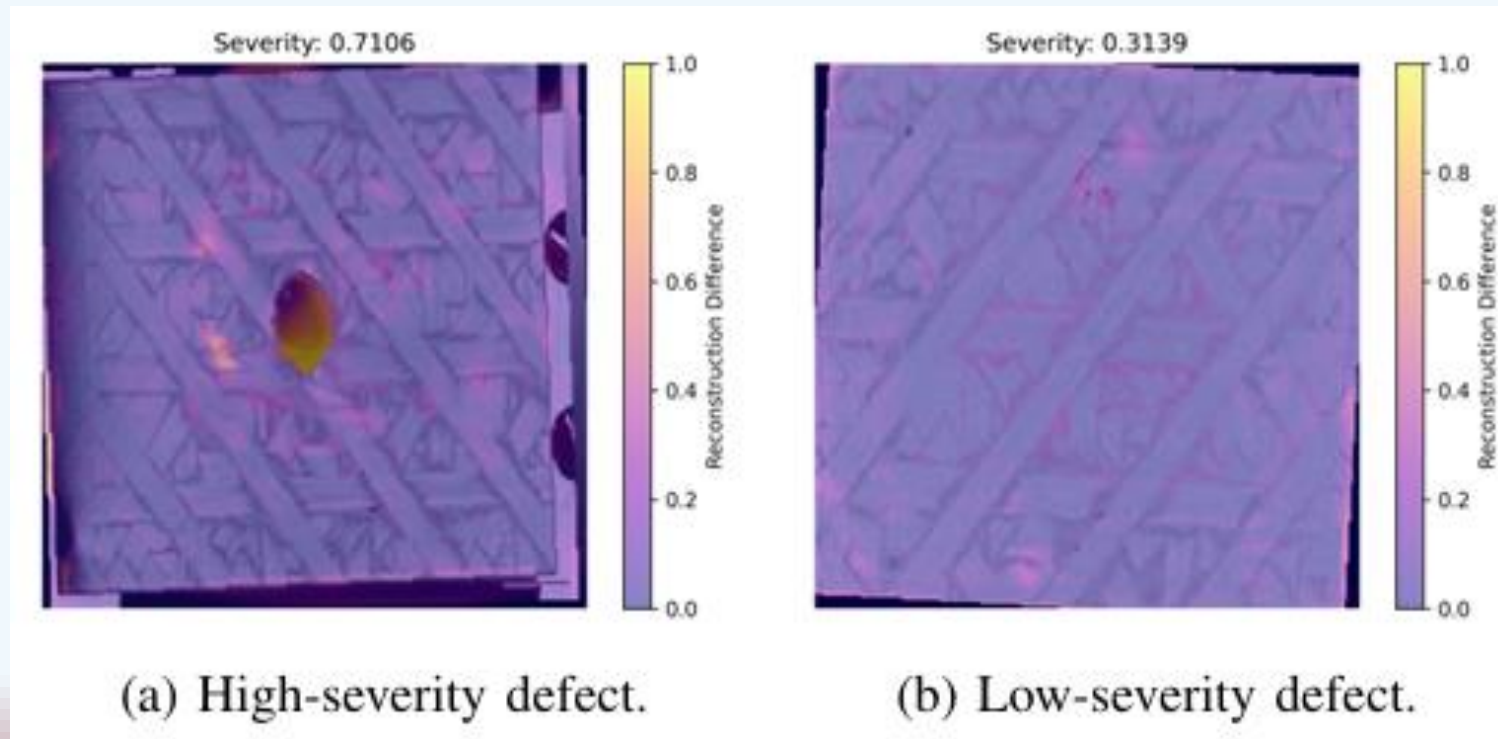 Severity: 0.7106
1.0
0.8
0.6
0.4
0.2
0.0
Reconstruction Difference
(a) High-severity defect.
Severity: 0.3139
1.0
0.8
0.6
0.4
0.2
0.0
Reconstruction Difference
(b) Low-severity defect.